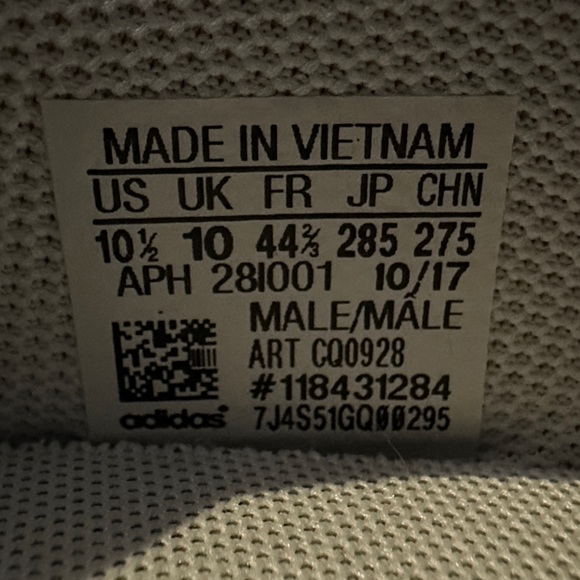 MADE IN VIETNAM
US UK FR JP CHN
10½ 10 44⅔ 285 275
APH 28I001 10/17
MALE/MÂLE
ART CQ0928
#118431284
adidas 7J4S51GQ00295